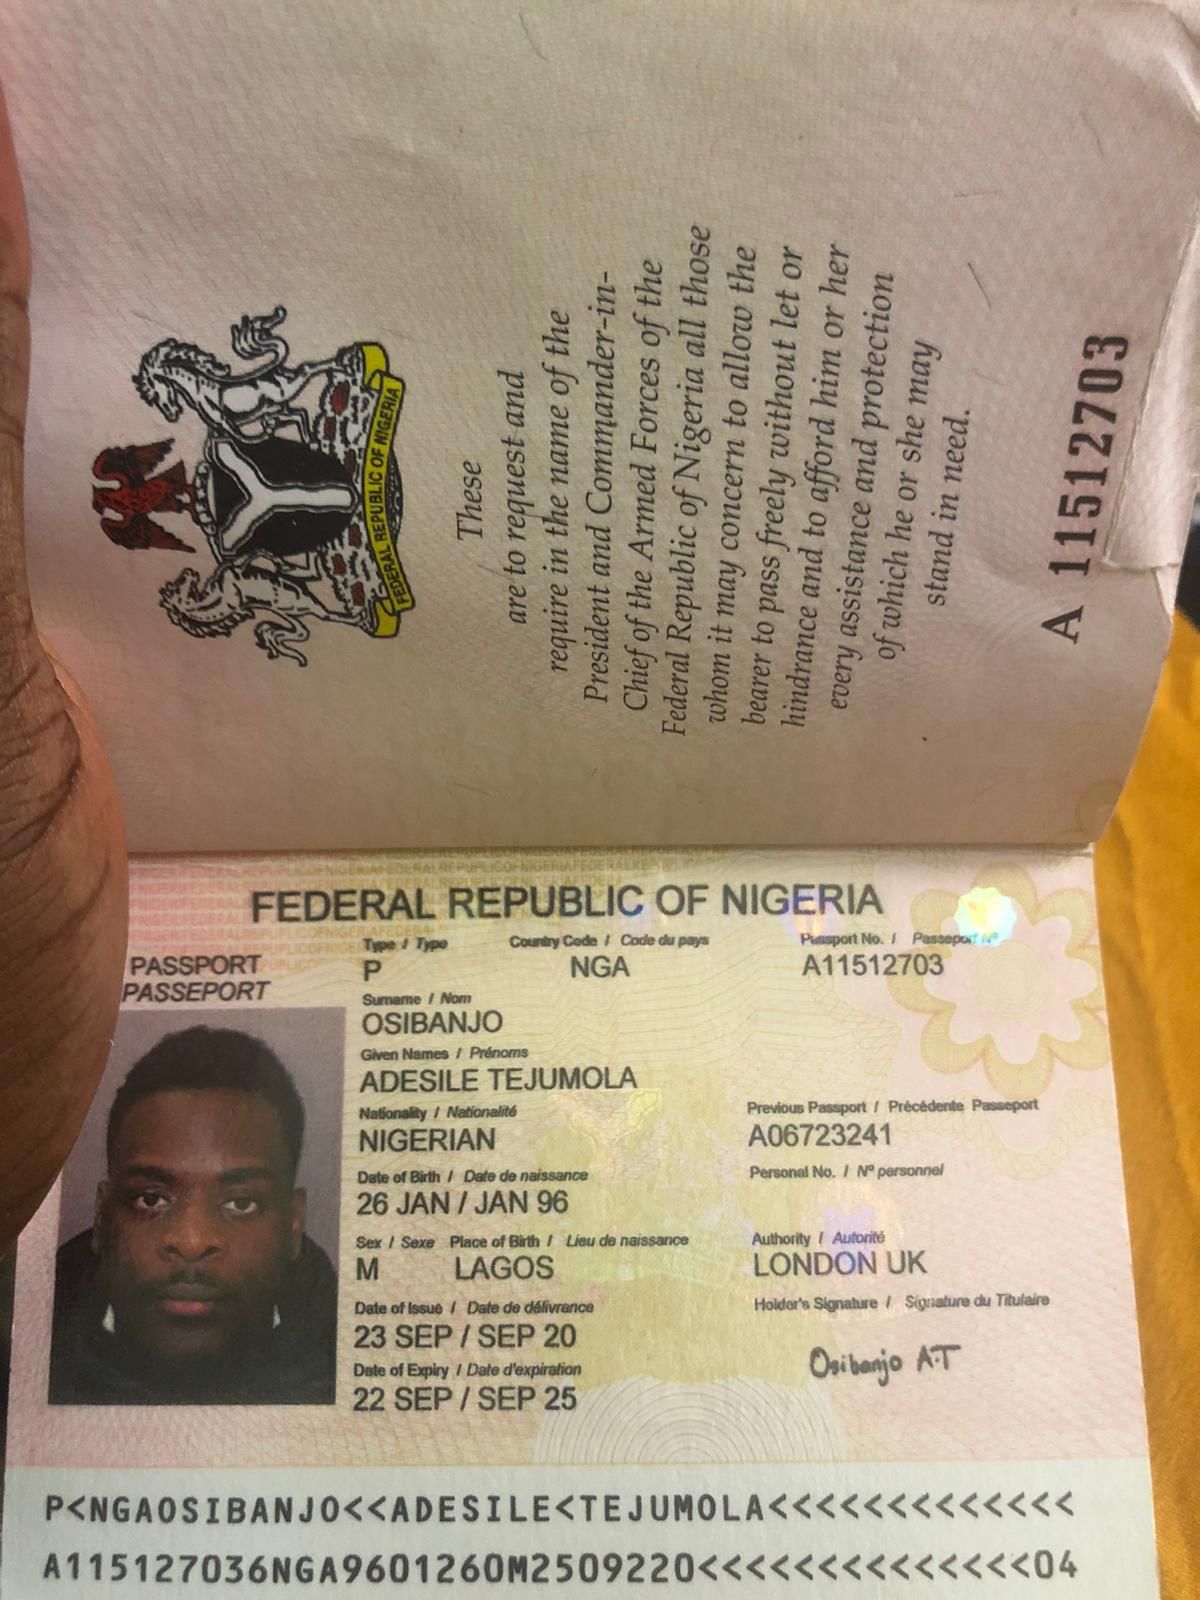 FEDERAL REPUBLIC OF NIGERIA
These
are to request and
require in the name of the
President and Commander-in-
Chief of the Armed Forces of the
Federal Republic of Nigeria all those
whom it may concern to allow the
bearer to pass freely without let or
hindrance and to afford him or her
every assistance and protection
of which he or she may
stand in need.
A 11512703
FEDERAL REPUBLIC OF NIGERIA
PASSPORT
PASSEPORT
Type / Type Country Code / Code du pays Passport No. / Passeport Nº
P NGA A11512703
Surname / Nom
OSIBANJO
Given Names / Prénoms
ADESILE TEJUMOLA
Nationality / Nationalité Previous Passport / Précédente Passeport
NIGERIAN A06723241
Date of Birth / Date de naissance Personal No. / Nº personnel
26 JAN / JAN 96
Sex / Sexe Place of Birth / Lieu de naissance Authority / Autorité
M LAGOS LONDON UK
Date of Issue / Date de délivrance Holder's Signature / Signature du Titulaire
23 SEP / SEP 20
Osibanjo A.T
Date of Expiry / Date d'expiration
22 SEP / SEP 25
P<NGAOSIBANJO<<ADESILE<TEJUMOLA<<<<<<<<<<<<<
A115127036NGA9601260M2509220<<<<<<<<<<<<<<04